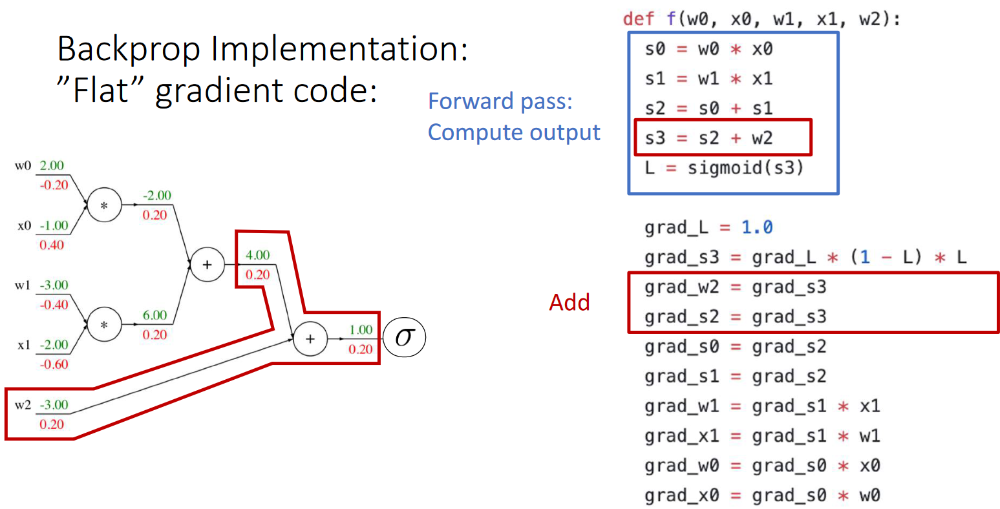 Backprop Implementation:
”Flat” gradient code:
Forward pass:
Compute output
def f(w0, x0, w1, x1, w2):
s0 = w0 * x0
s1 = w1 * x1
s2 = s0 + s1
s3 = s2 + w2
L = sigmoid(s3)
Add
grad_L = 1.0
grad_s3 = grad_L * (1 - L) * L
grad_w2 = grad_s3
grad_s2 = grad_s3
grad_s0 = grad_s2
grad_s1 = grad_s2
grad_w1 = grad_s1 * x1
grad_x1 = grad_s1 * w1
grad_w0 = grad_s0 * x0
grad_x0 = grad_s0 * w0
w0 2.00
-0.20
x0 -1.00
0.40
*
-2.00
0.20
w1 -3.00
-0.40
x1 -2.00
-0.60
*
6.00
0.20
+
4.00
0.20
w2 -3.00
0.20
+
1.00
0.20
σ